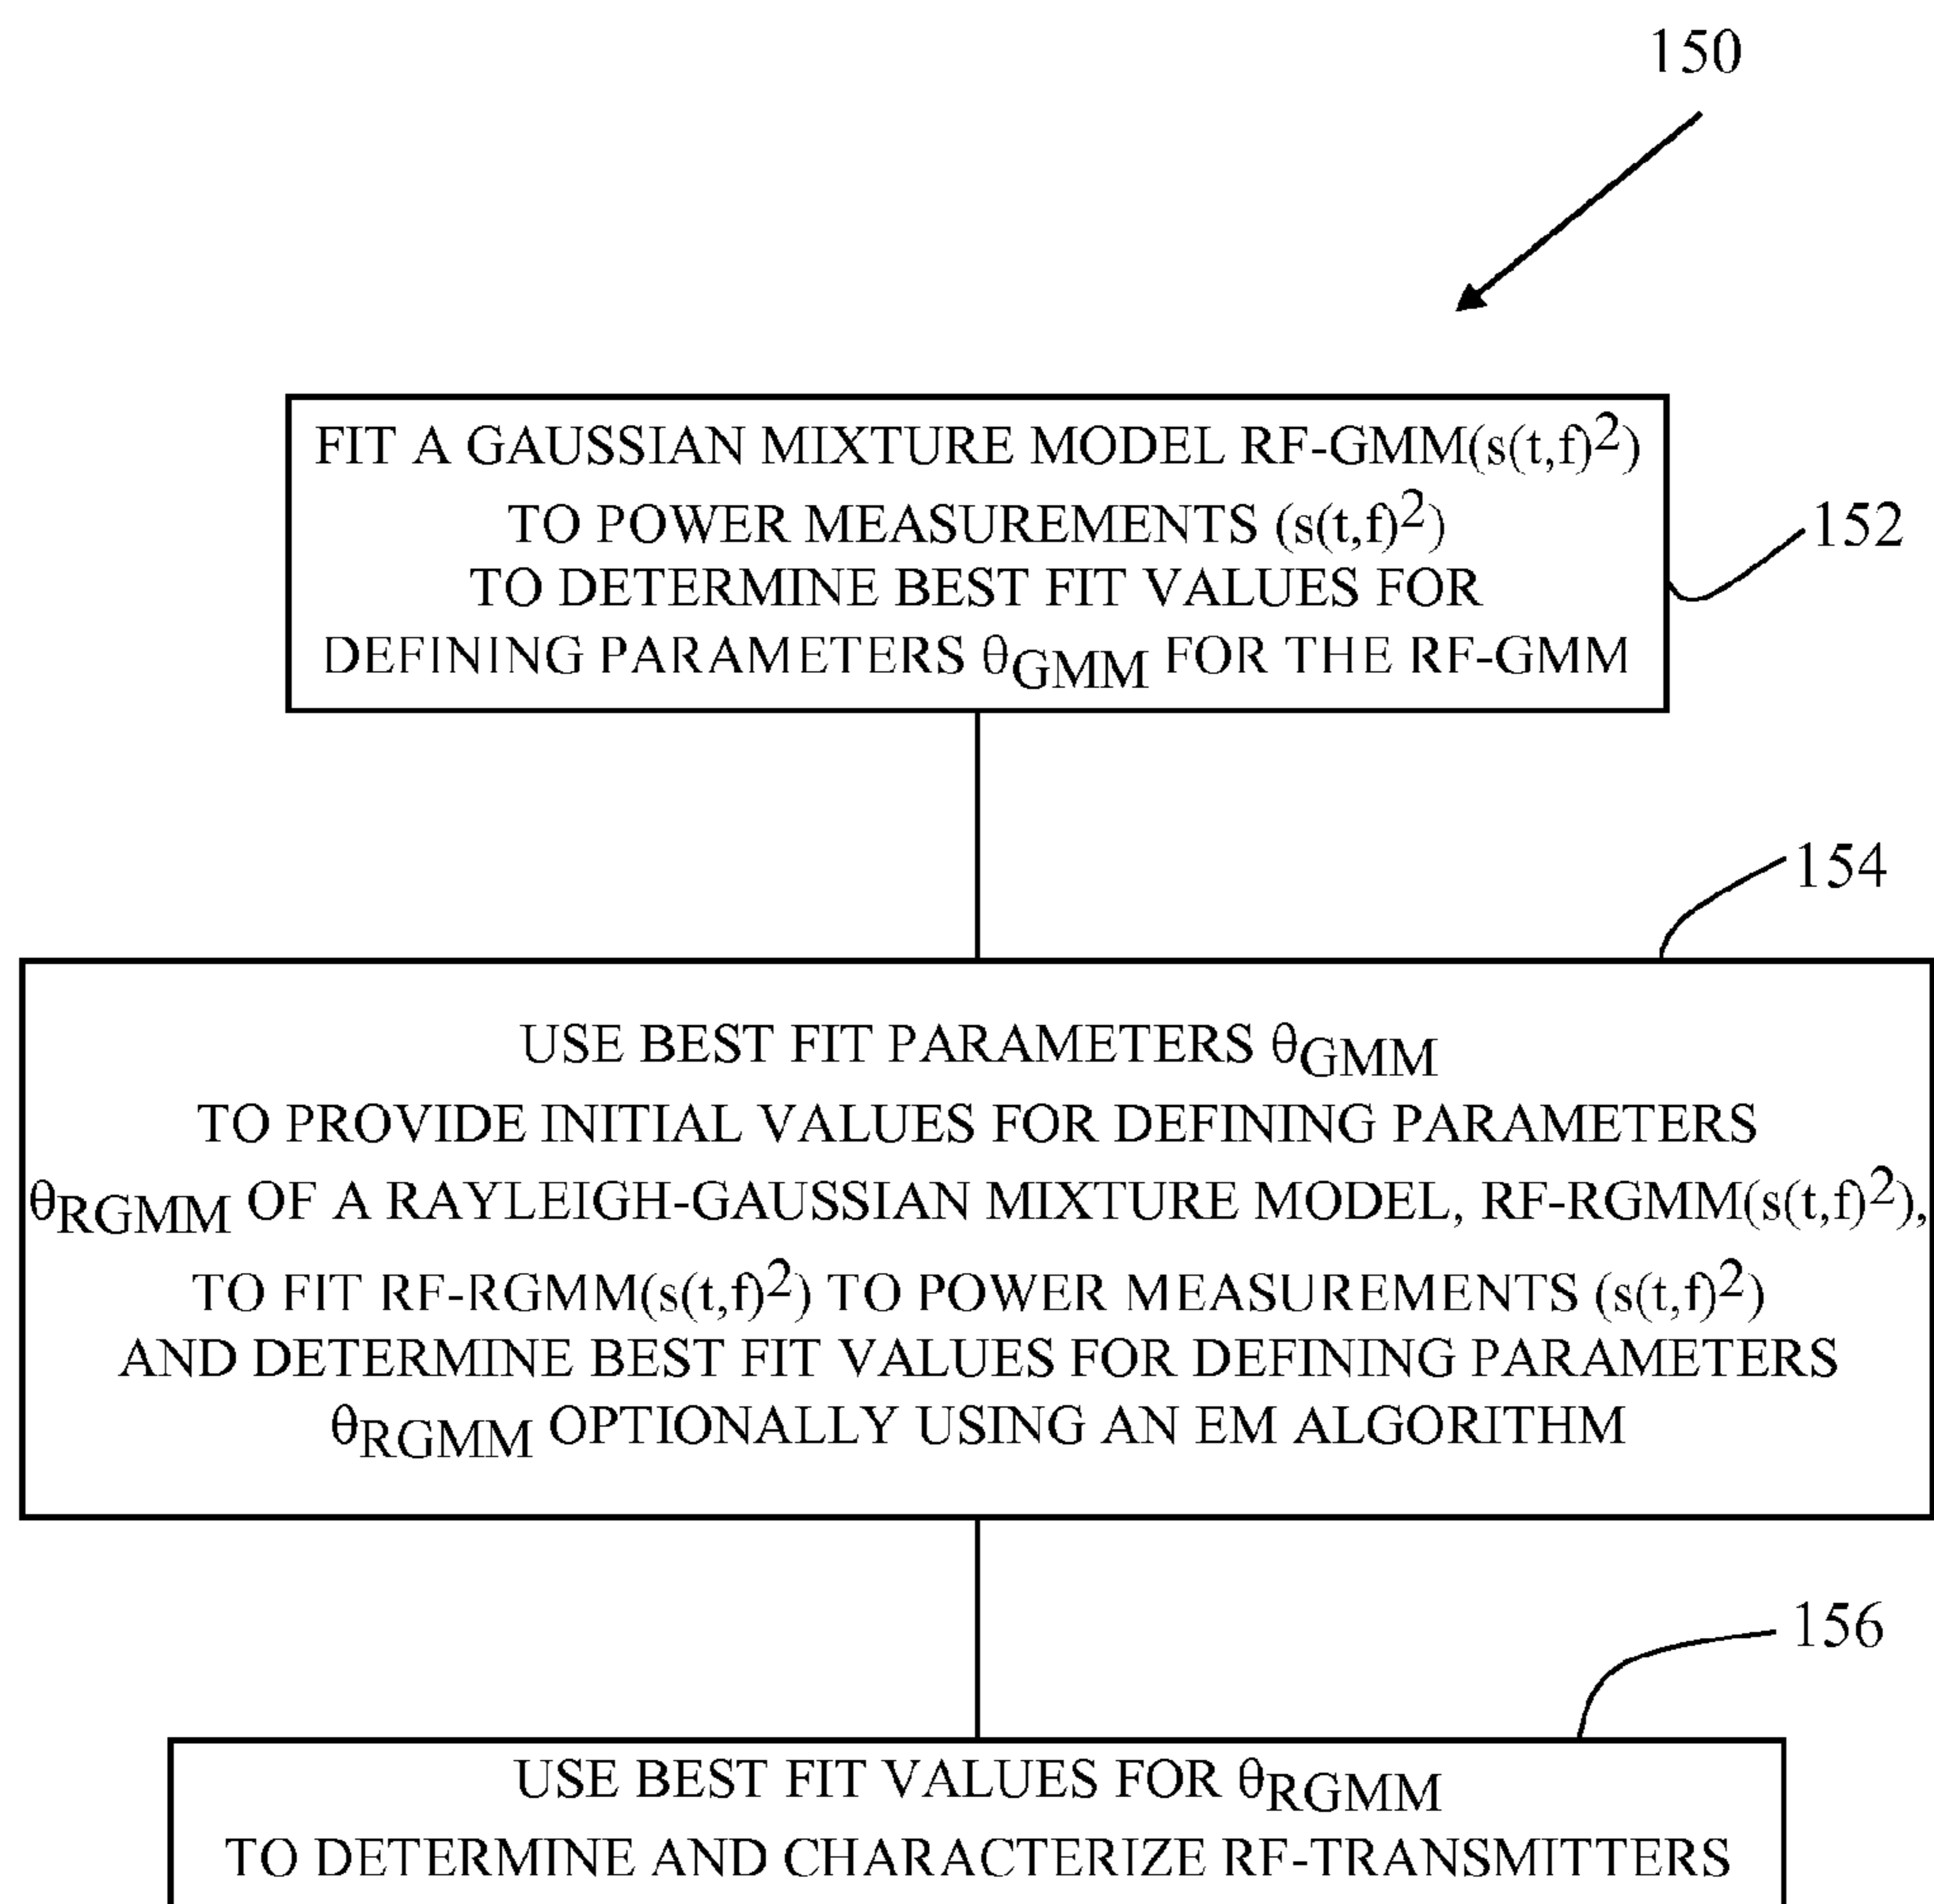 150
FIT A GAUSSIAN MIXTURE MODEL RF-GMM(s(t,f)²)
TO POWER MEASUREMENTS (s(t,f)²)
TO DETERMINE BEST FIT VALUES FOR
DEFINING PARAMETERS θGMM FOR THE RF-GMM
152
154
USE BEST FIT PARAMETERS θGMM
TO PROVIDE INITIAL VALUES FOR DEFINING PARAMETERS
θRGMM OF A RAYLEIGH-GAUSSIAN MIXTURE MODEL, RF-RGMM(s(t,f)²),
TO FIT RF-RGMM(s(t,f)²) TO POWER MEASUREMENTS (s(t,f)²)
AND DETERMINE BEST FIT VALUES FOR DEFINING PARAMETERS
θRGMM OPTIONALLY USING AN EM ALGORITHM
156
USE BEST FIT VALUES FOR θRGMM
TO DETERMINE AND CHARACTERIZE RF-TRANSMITTERS